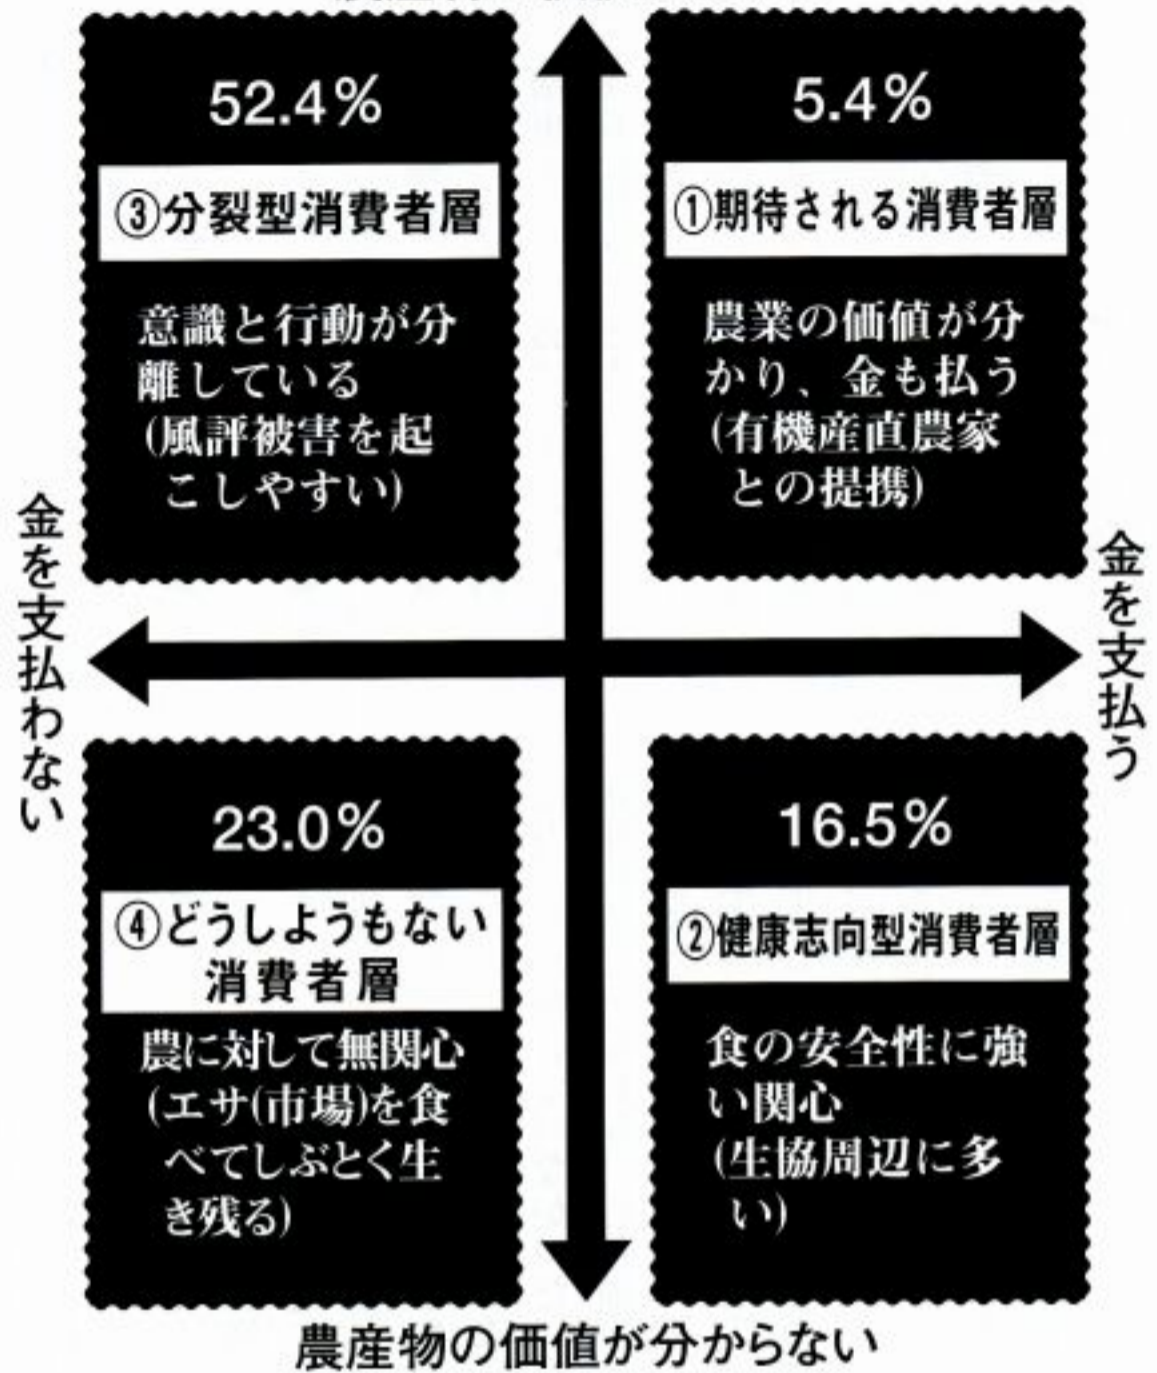 52.4%
③分裂型消費者層
意識と行動が分
離している
(風評被害を起
こしやすい)
5.4%
①期待される消費者層
農業の価値が分
かり、金も払う
(有機産直農家
との提携)
金を支払わない
金を支払う
23.0%
④どうしようもない
消費者層
農に対して無関心
(エサ(市場)を食
べてしぶとく生
き残る)
16.5%
②健康志向型消費者層
食の安全性に強
い関心
(生協周辺に多
い)
農産物の価値が分からない